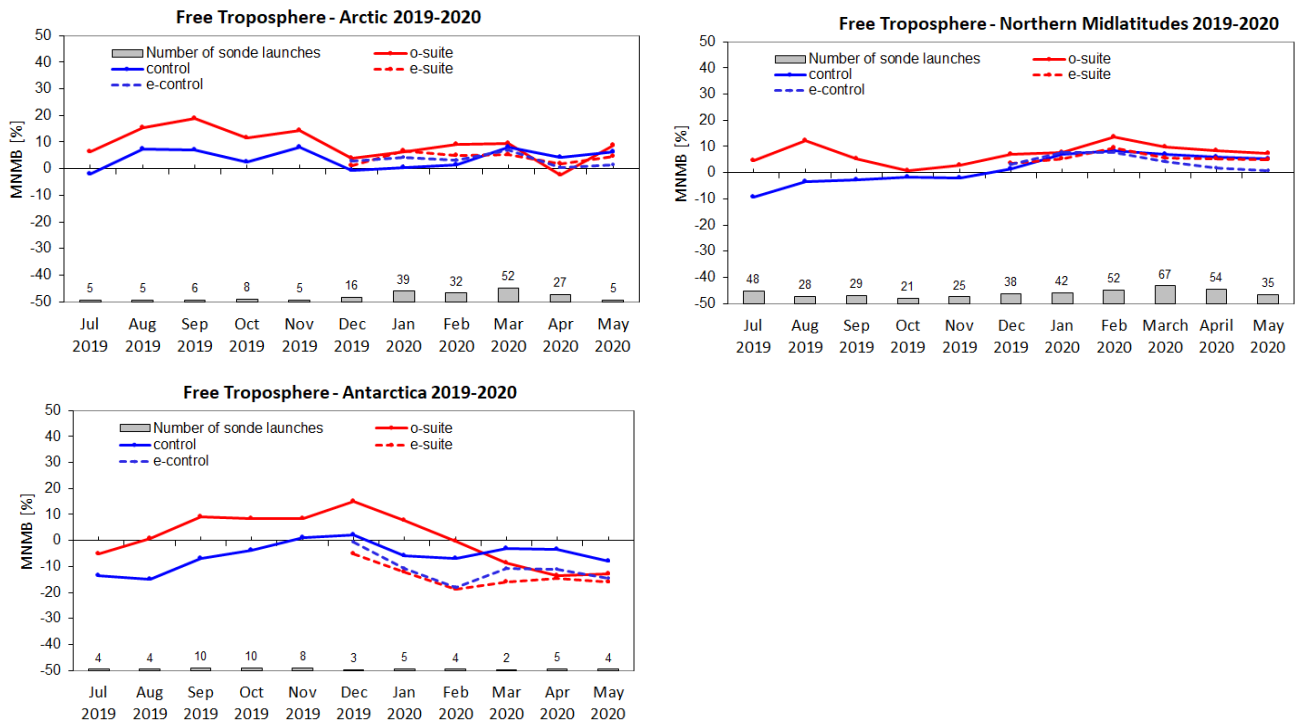 Free Troposphere - Arctic 2019-2020
50
40
30
20
10
0
-10
-20
-30
-40
-50
MNMB [%]
Number of sonde launches
o-suite
control
e-suite
e-control
5 5 6 8 5 16 39 32 52 27 5
Jul Aug Sep Oct Nov Dec Jan Feb Mar Apr May
2019 2019 2019 2019 2019 2019 2020 2020 2020 2020 2020
Free Troposphere - Northern Midlatitudes 2019-2020
50
40
30
20
10
0
-10
-20
-30
-40
-50
MNMB [%]
Number of sonde launches
o-suite
control
e-suite
e-control
48 28 29 21 25 38 42 52 67 54 35
Jul Aug Sep Oct Nov Dec Jan Feb March April May
2019 2019 2019 2019 2019 2019 2020 2020 2020 2020 2020
Free Troposphere - Antarctica 2019-2020
50
40
30
20
10
0
-10
-20
-30
-40
-50
MNMB [%]
Number of sonde launches
o-suite
control
e-suite
e-control
4 4 10 10 8 3 5 4 2 5 4
Jul Aug Sep Oct Nov Dec Jan Feb Mar Apr May
2019 2019 2019 2019 2019 2019 2020 2020 2020 2020 2020